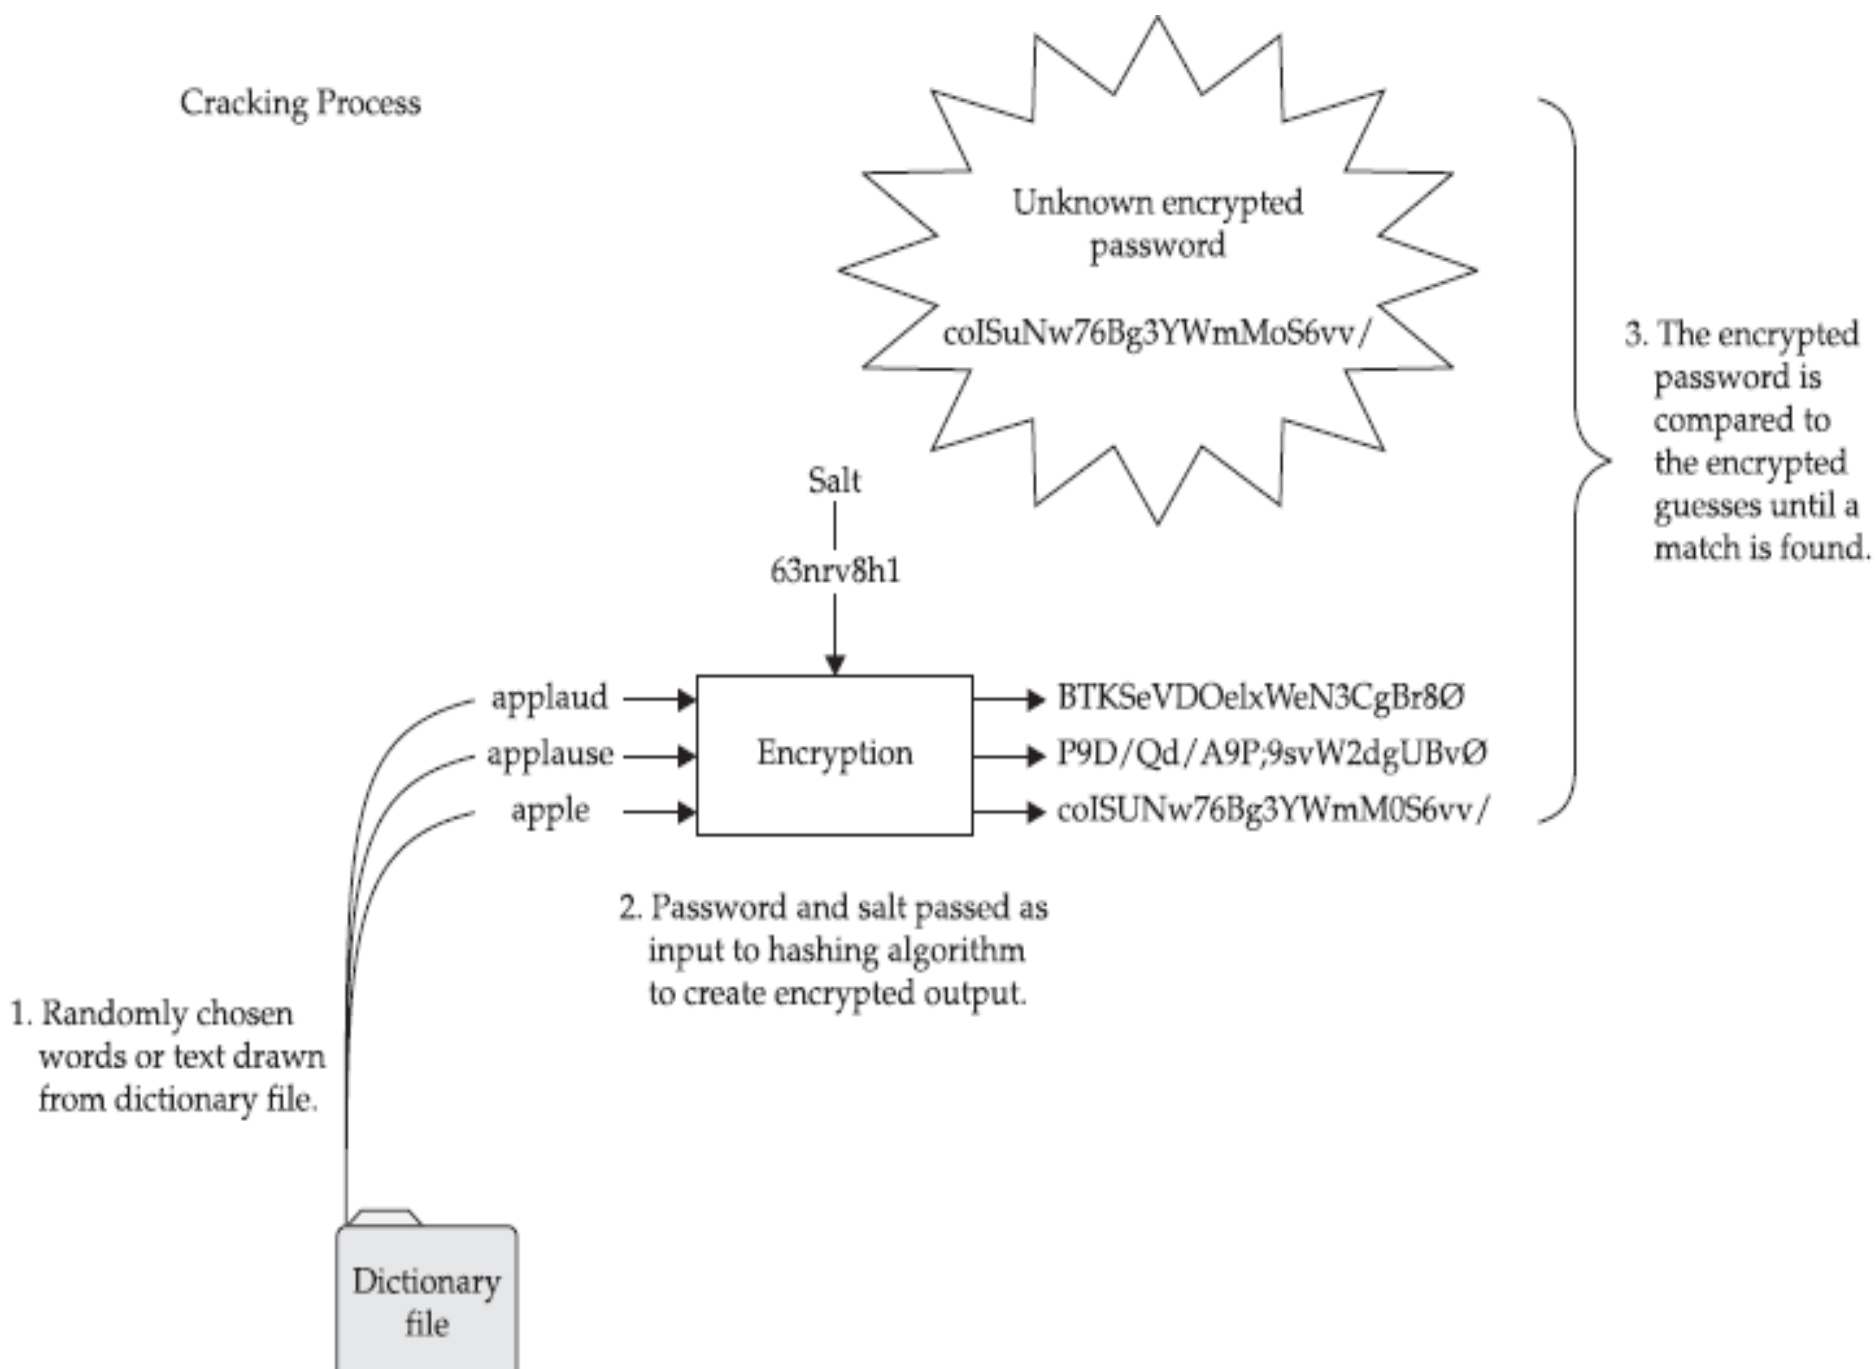 Cracking Process
Unknown encrypted
password
coISuNw76Bg3YWmMoS6vv/
3. The encrypted
password is
compared to
the encrypted
guesses until a
match is found.
Salt
63nrv8h1
applaud
applause
apple
Encryption
BTKSeVDOelxWeN3CgBr8Ø
P9D/Qd/A9P;9svW2dgUBvØ
coISUNw76Bg3YWmM0S6vv/
2. Password and salt passed as
input to hashing algorithm
to create encrypted output.
1. Randomly chosen
words or text drawn
from dictionary file.
Dictionary
file